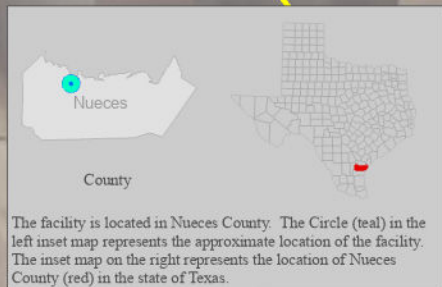 Nueces
County
The facility is located in Nueces County. The Circle (teal) in the
left inset map represents the approximate location of the facility.
The inset map on the right represents the location of Nueces
County (red) in the state of Texas.